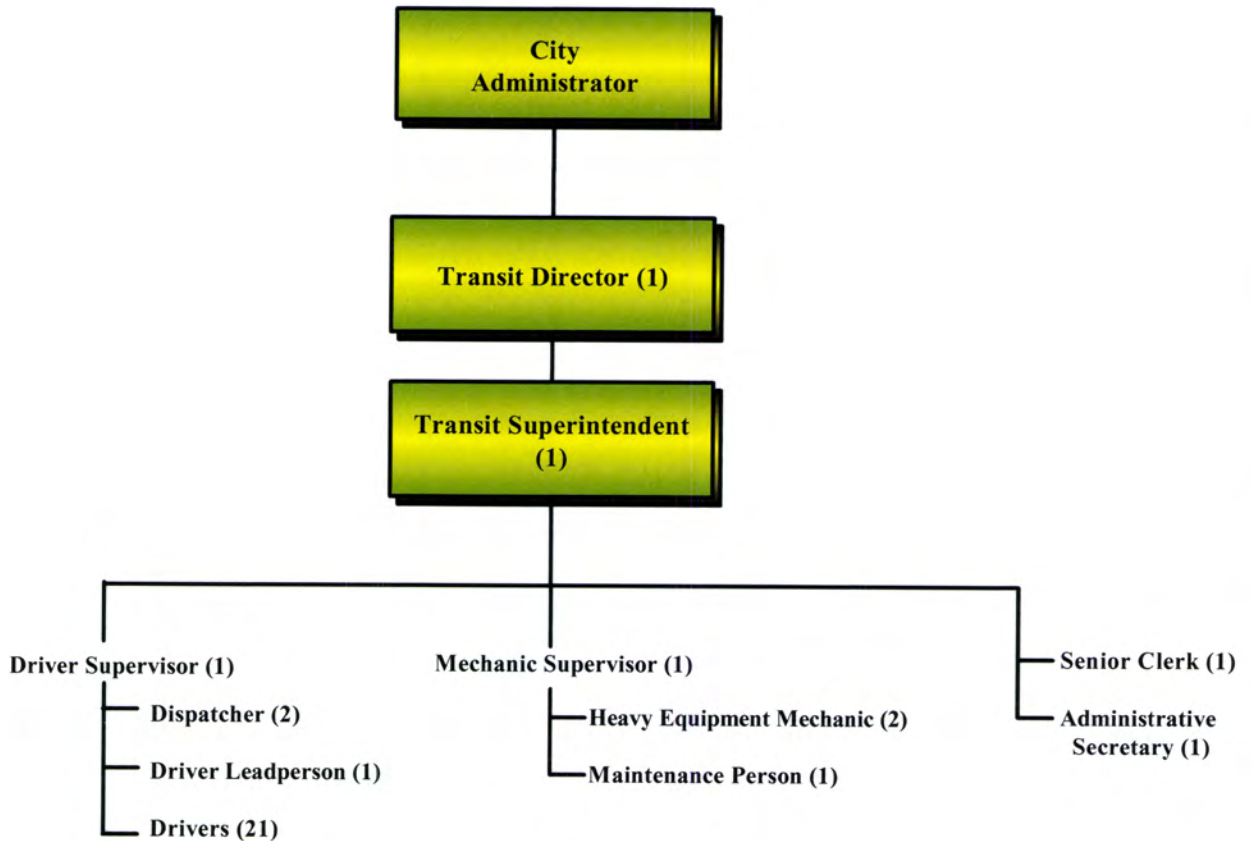 City
Administrator
Transit Director (1)
Transit Superintendent
(1)
Driver Supervisor (1)
Dispatcher (2)
Driver Leadperson (1)
Drivers (21)
Mechanic Supervisor (1)
Heavy Equipment Mechanic (2)
Maintenance Person (1)
Senior Clerk (1)
Administrative
Secretary (1)